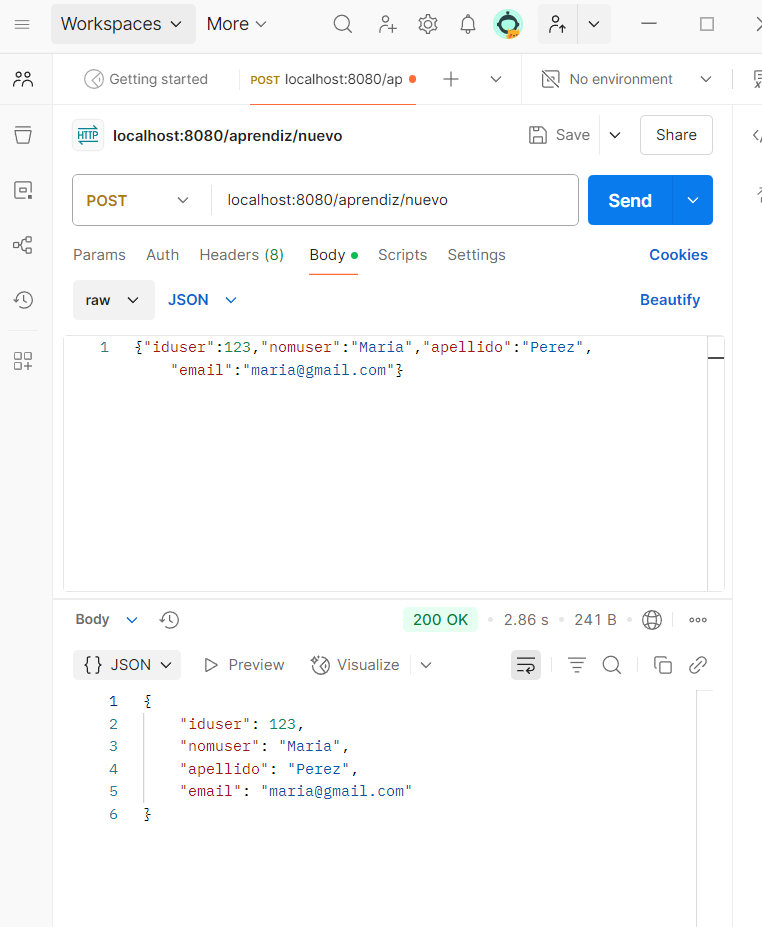 Workspaces More
Getting started POST localhost:8080/ap No environment
HTTP localhost:8080/aprendiz/nuevo Save Share
POST localhost:8080/aprendiz/nuevo Send
Params Auth Headers (8) Body Scripts Settings Cookies
raw JSON Beautify
1 {"iduser":123,"nomuser":"Maria","apellido":"Perez",
"email":"maria@gmail.com"}
Body 200 OK 2.86 s 241 B
{} JSON Preview Visualize
1 {
2 "iduser": 123,
3 "nomuser": "Maria",
4 "apellido": "Perez",
5 "email": "maria@gmail.com"
6 }